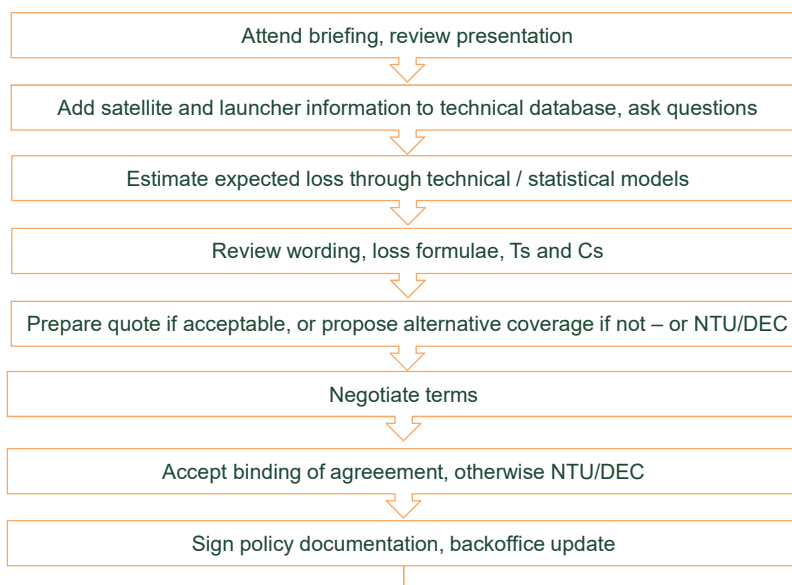 Attend briefing, review presentation
Add satellite and launcher information to technical database, ask questions
Estimate expected loss through technical / statistical models
Review wording, loss formulae, Ts and Cs
Prepare quote if acceptable, or propose alternative coverage if not – or NTU/DEC
Negotiate terms
Accept binding of agreeement, otherwise NTU/DEC
Sign policy documentation, backoffice update